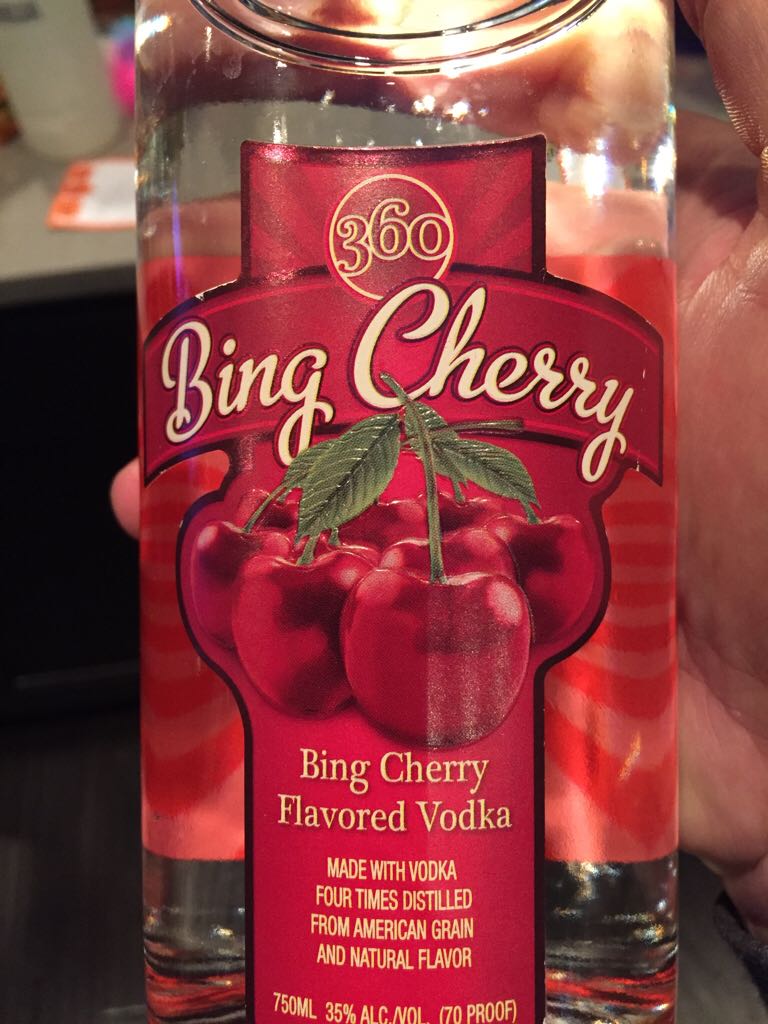 360
Bing Cherry
Bing Cherry
Flavored Vodka
MADE WITH VODKA
FOUR TIMES DISTILLED
FROM AMERICAN GRAIN
AND NATURAL FLAVOR
750ML 35% ALC./VOL. (70 PROOF)